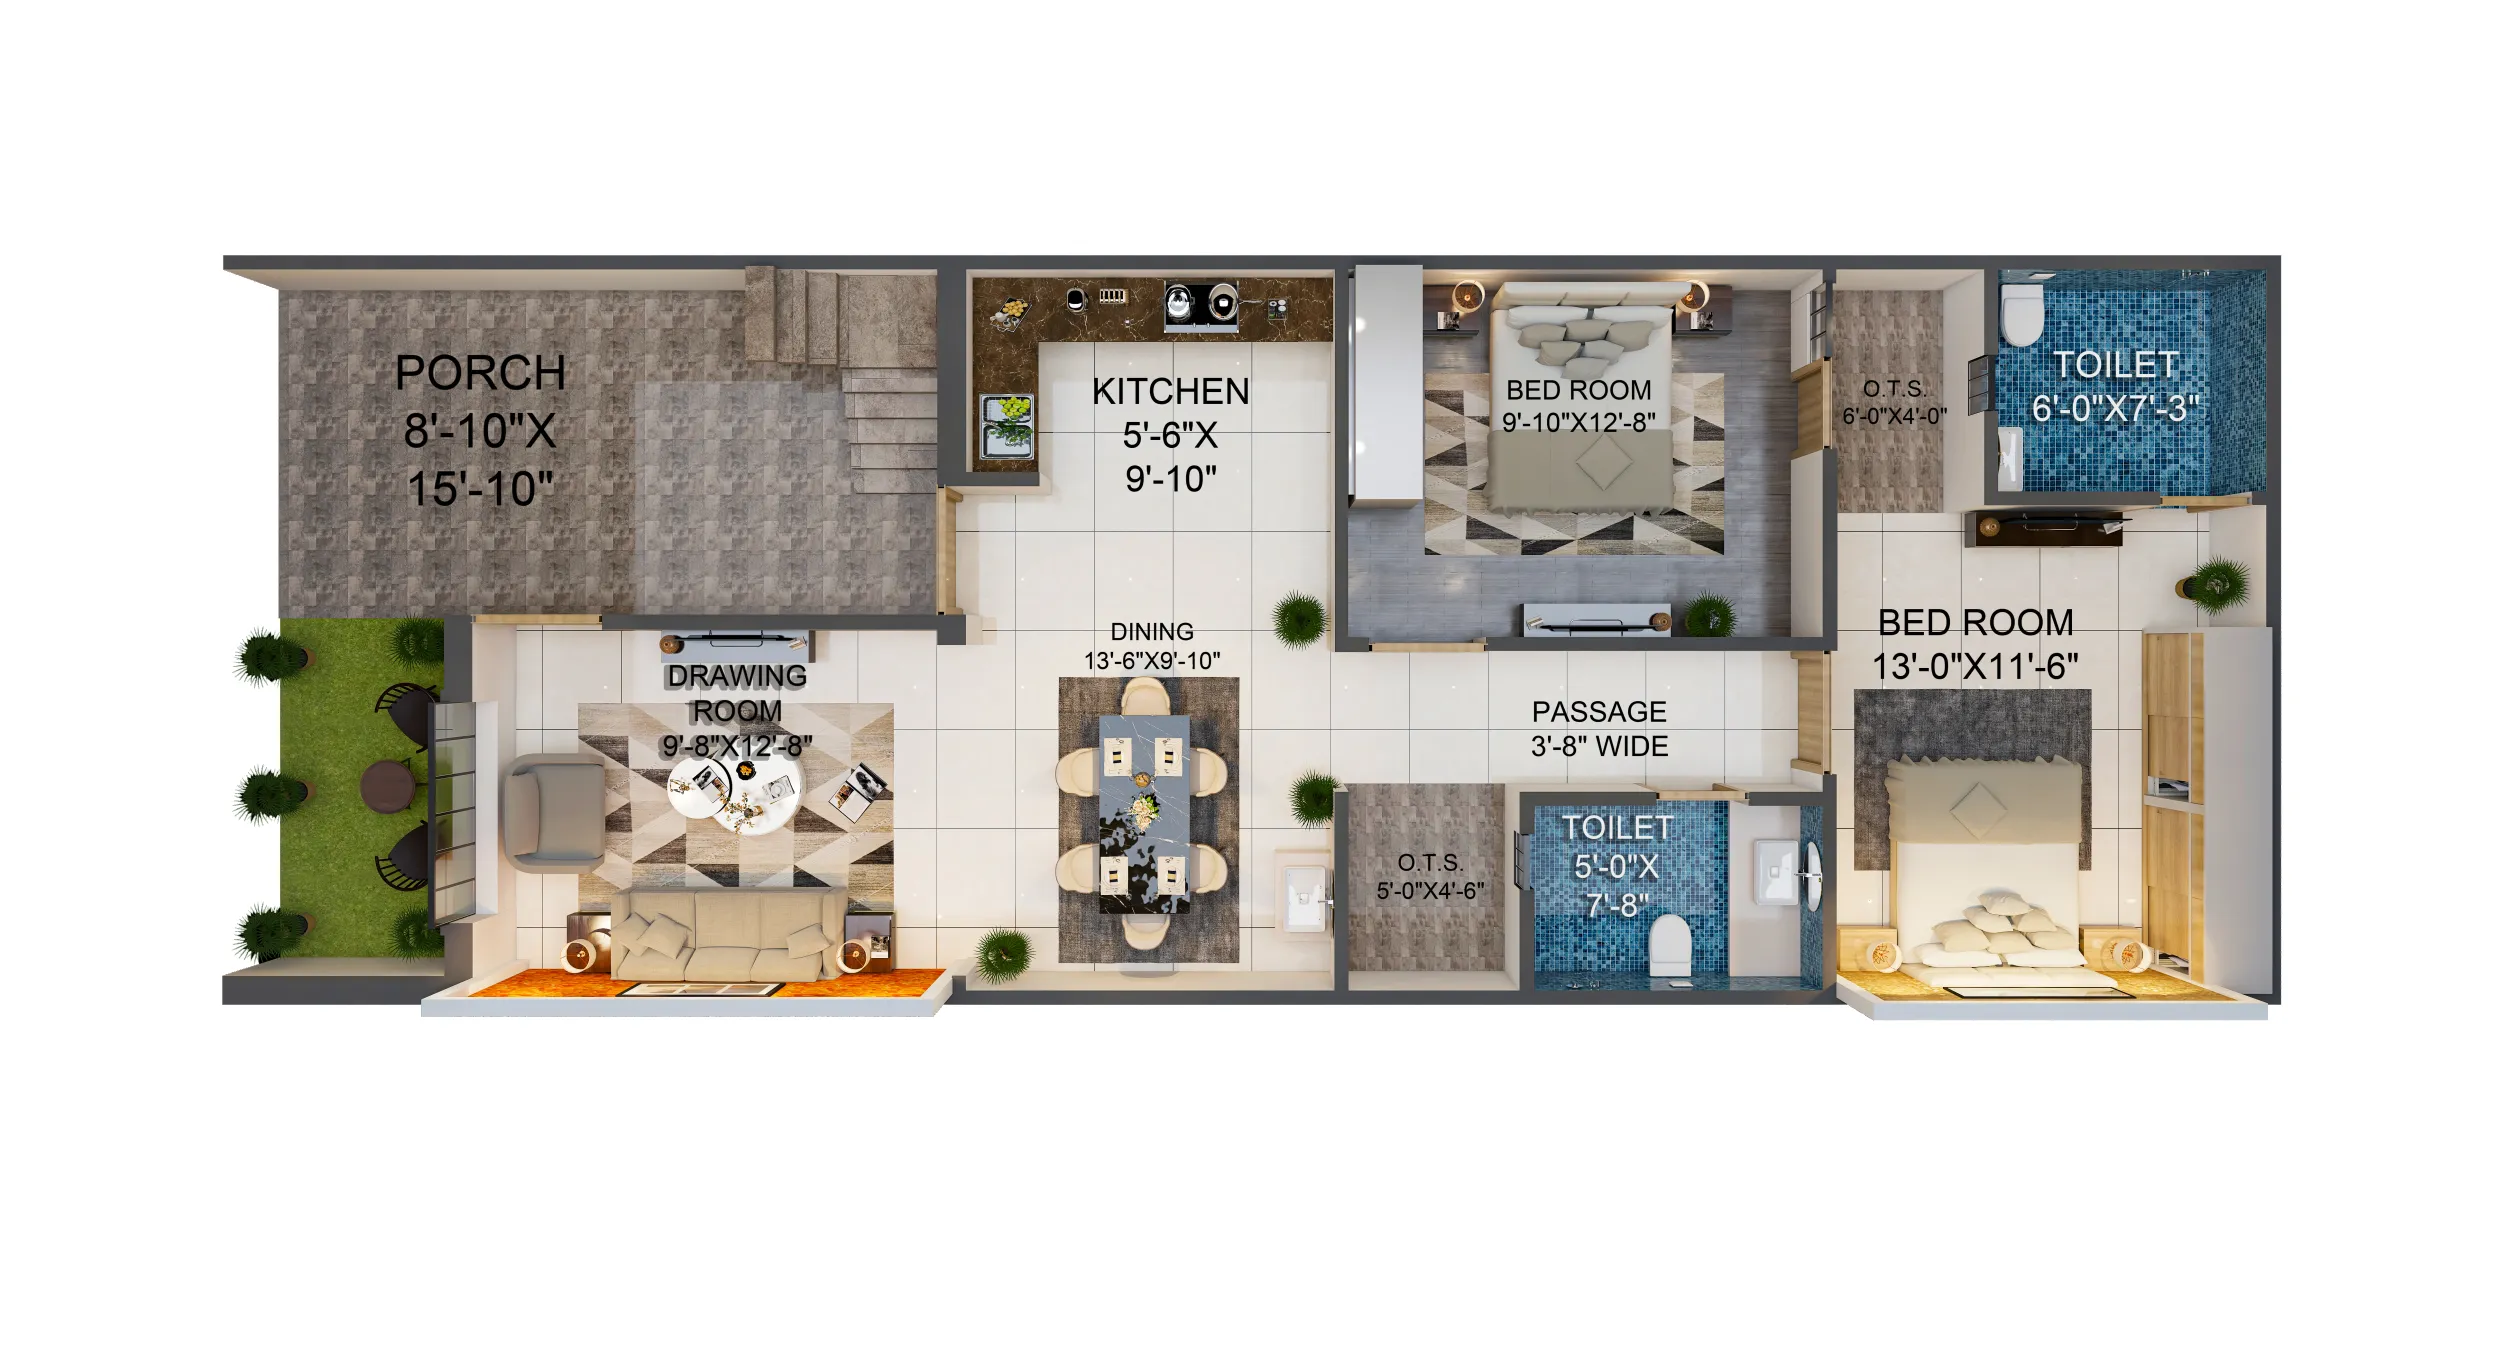 PORCH
8'-10"X
15'-10"
KITCHEN
5'-6"X
9'-10"
BED ROOM
9'-10"X12'-8"
O.T.S.
6'-0"X4'-0"
TOILET
6'-0"X7'-3"
DRAWING
ROOM
9'-8"X12'-8"
DINING
13'-6"X9'-10"
PASSAGE
3'-8" WIDE
BED ROOM
13'-0"X11'-6"
O.T.S.
5'-0"X4'-6"
TOILET
5'-0"X
7'-8"